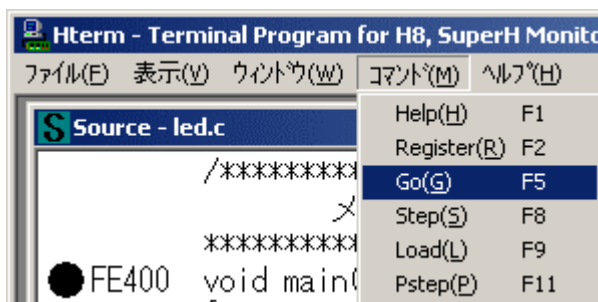 Hterm - Terminal Program for H8, SuperH Monito
ファイル(F) 表示(V) ウィンドウ(W) コマンド(M) ヘルプ(H)
Source - led.c
/*********
メ
**********
FE400 void main(
Help(H) F1
Register(R) F2
Go(G) F5
Step(S) F8
Load(L) F9
Pstep(P) F11